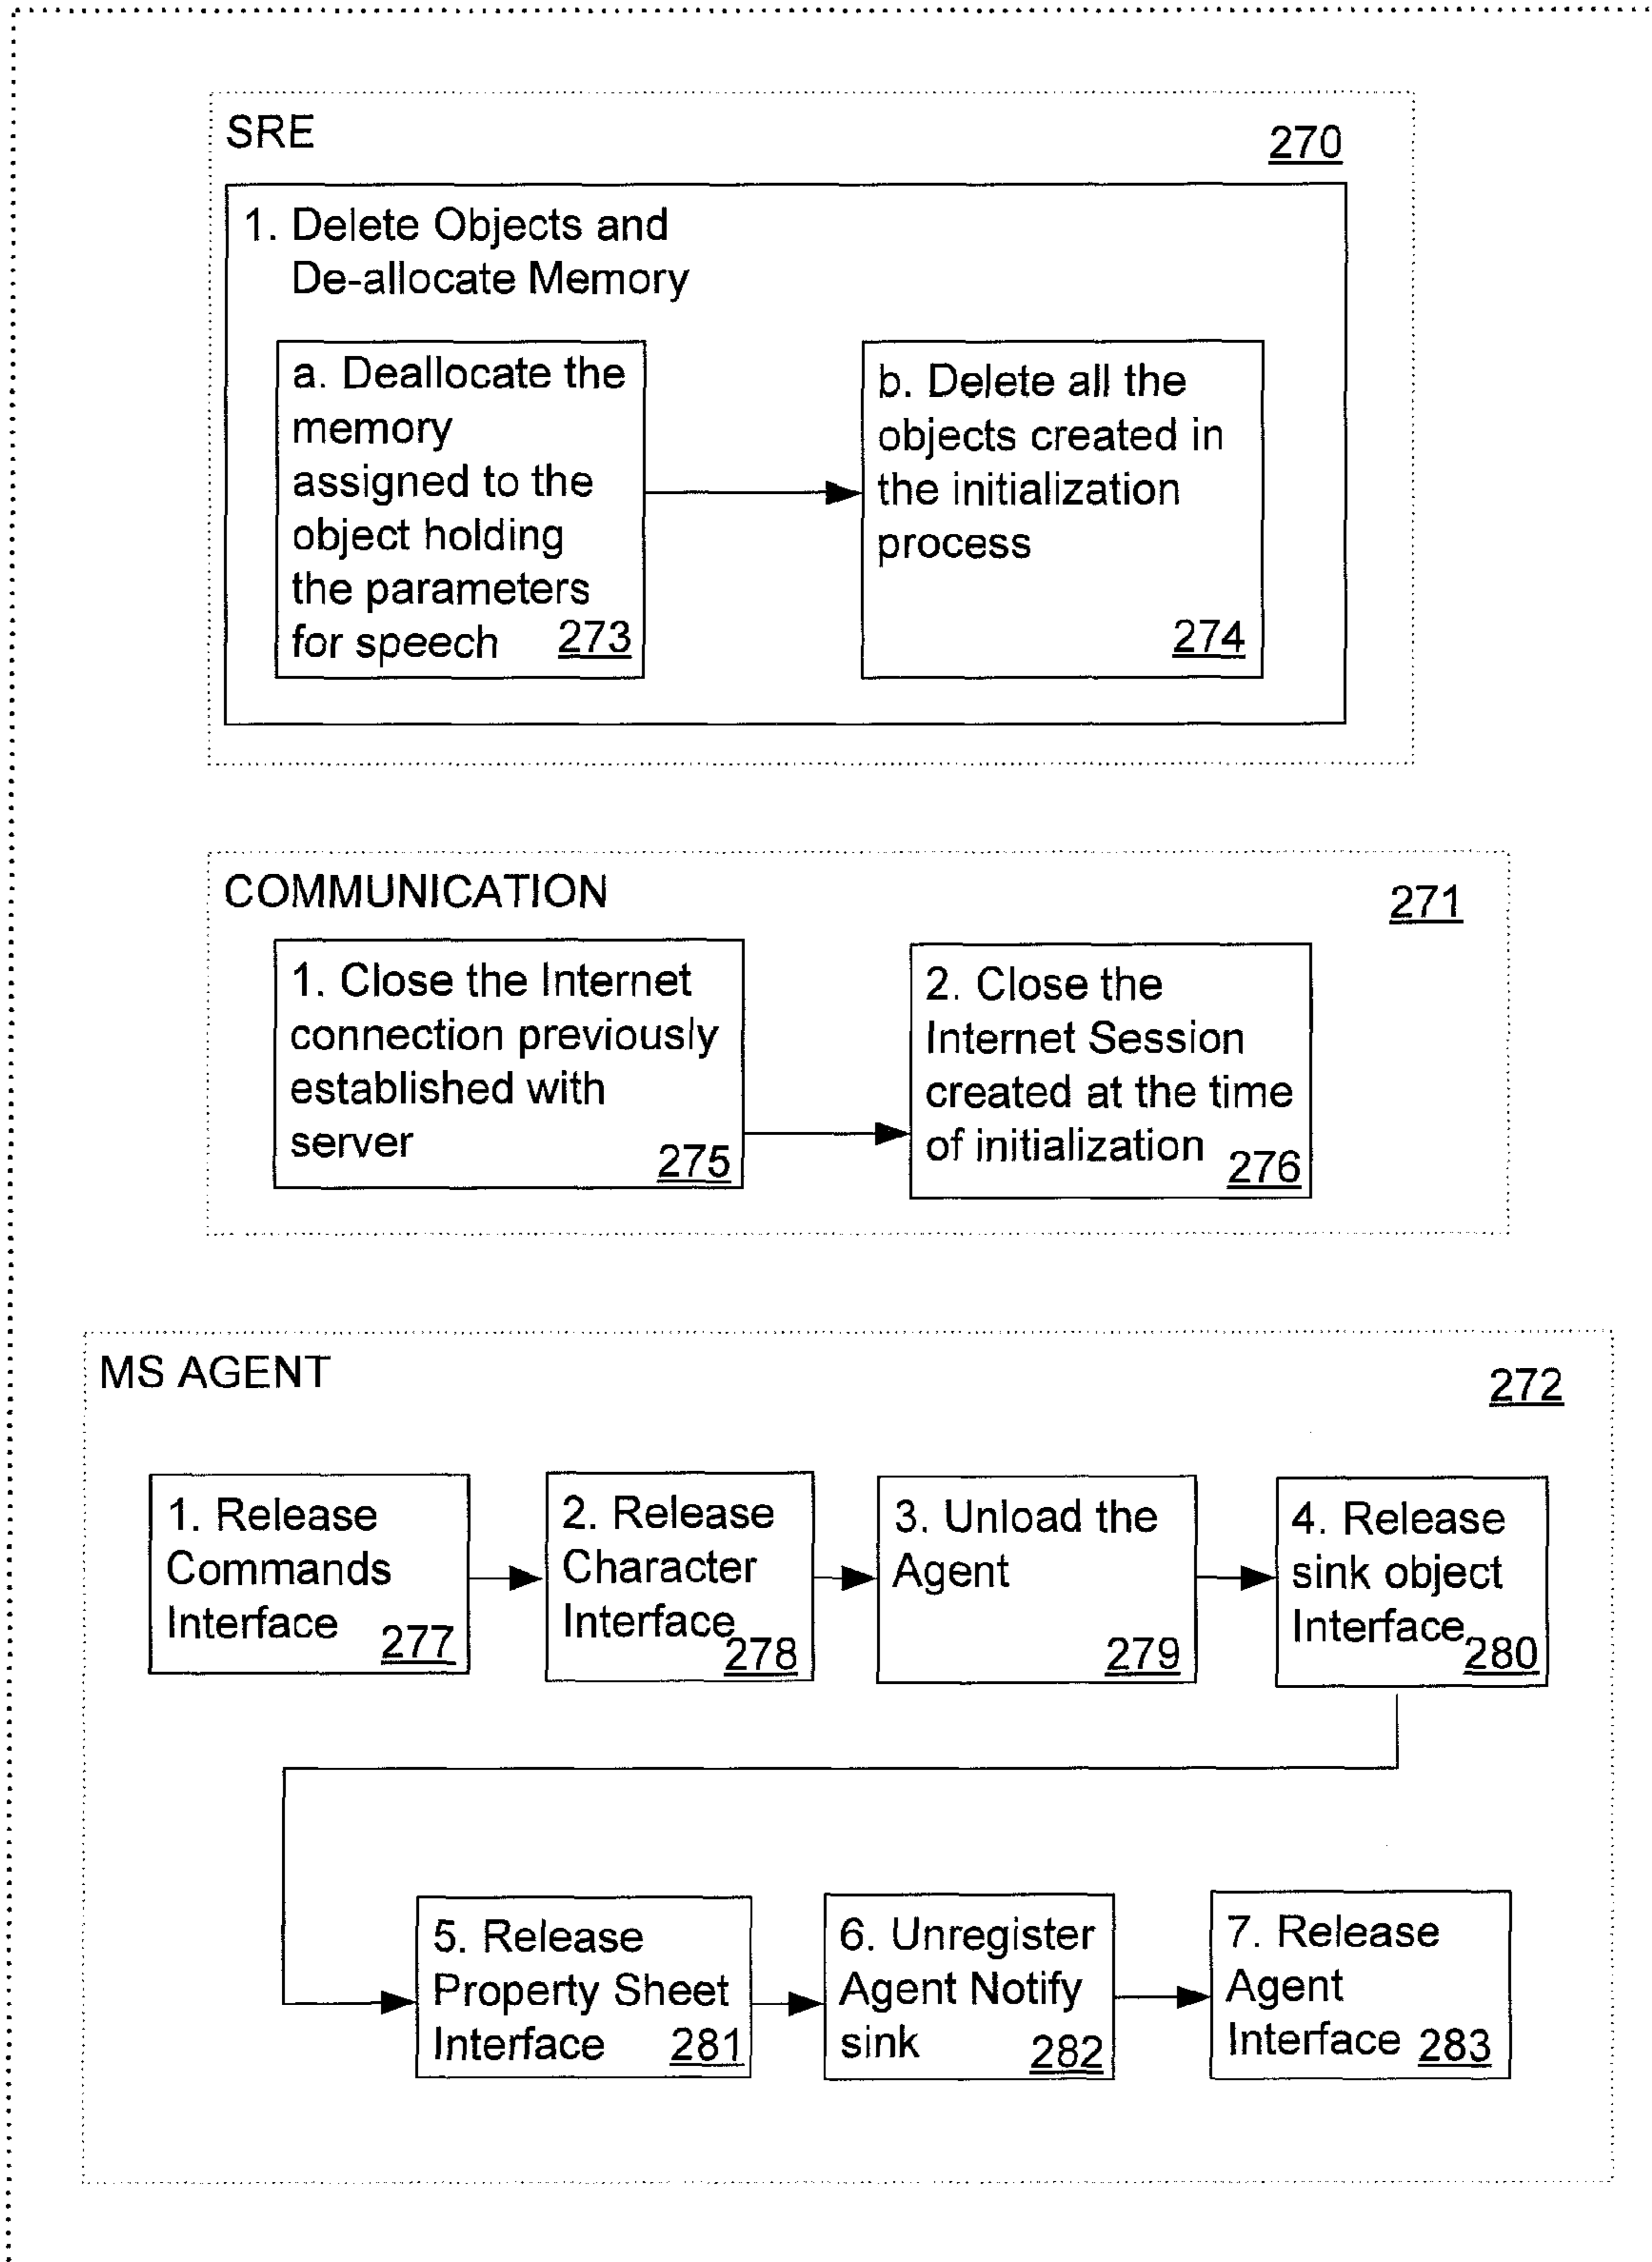 SRE
270
1. Delete Objects and
De-allocate Memory
a. Deallocate the
memory
assigned to the
object holding
the parameters
for speech 273
b. Delete all the
objects created in
the initialization
process
274
COMMUNICATION
271
1. Close the Internet
connection previously
established with
server
275
2. Close the
Internet Session
created at the time
of initialization 276
MS AGENT
272
1. Release
Commands
Interface 277
2. Release
Character
Interface 278
3. Unload the
Agent
279
4. Release
sink object
Interface 280
5. Release
Property Sheet
Interface 281
6. Unregister
Agent Notify
sink 282
7. Release
Agent
Interface 283